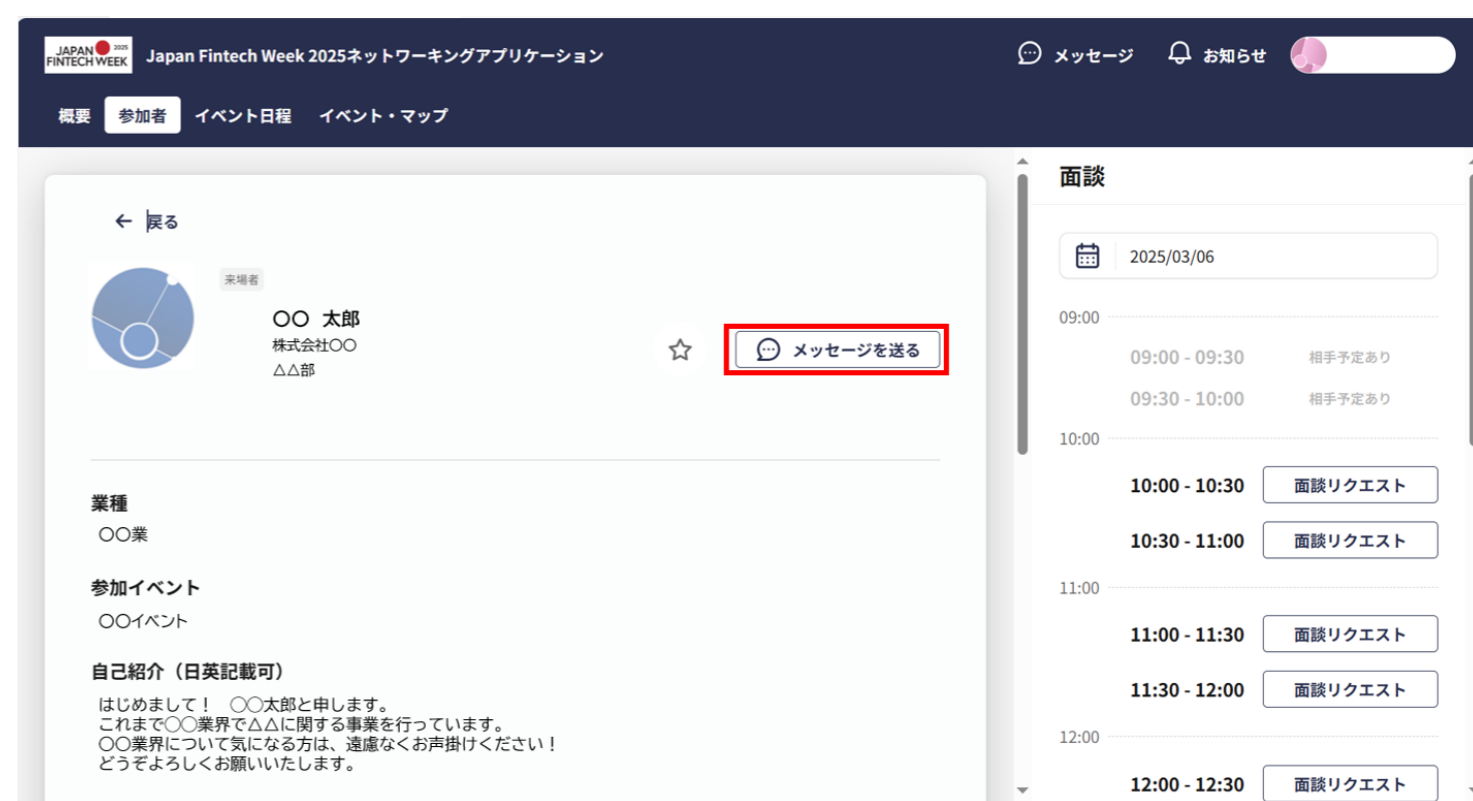 JAPAN 2025
FINTECH WEEK
Japan Fintech Week 2025ネットワーキングアプリケーション
メッセージ
お知らせ
概要 参加者 イベント日程 イベント・マップ
← 戻る
来場者
〇〇 太郎
株式会社〇〇
△△部
メッセージを送る
業種
〇〇業
参加イベント
〇〇イベント
自己紹介（日英記載可）
はじめまして！ 〇〇太郎と申します。
これまで〇〇業界で△△に関する事業を行っています。
〇〇業界について気になる方は、遠慮なくお声掛けください！
どうぞよろしくお願いいたします。
面談
2025/03/06
09:00
09:00 - 09:30 相手予定あり
09:30 - 10:00 相手予定あり
10:00
10:00 - 10:30 面談リクエスト
10:30 - 11:00 面談リクエスト
11:00
11:00 - 11:30 面談リクエスト
11:30 - 12:00 面談リクエスト
12:00
12:00 - 12:30 面談リクエスト